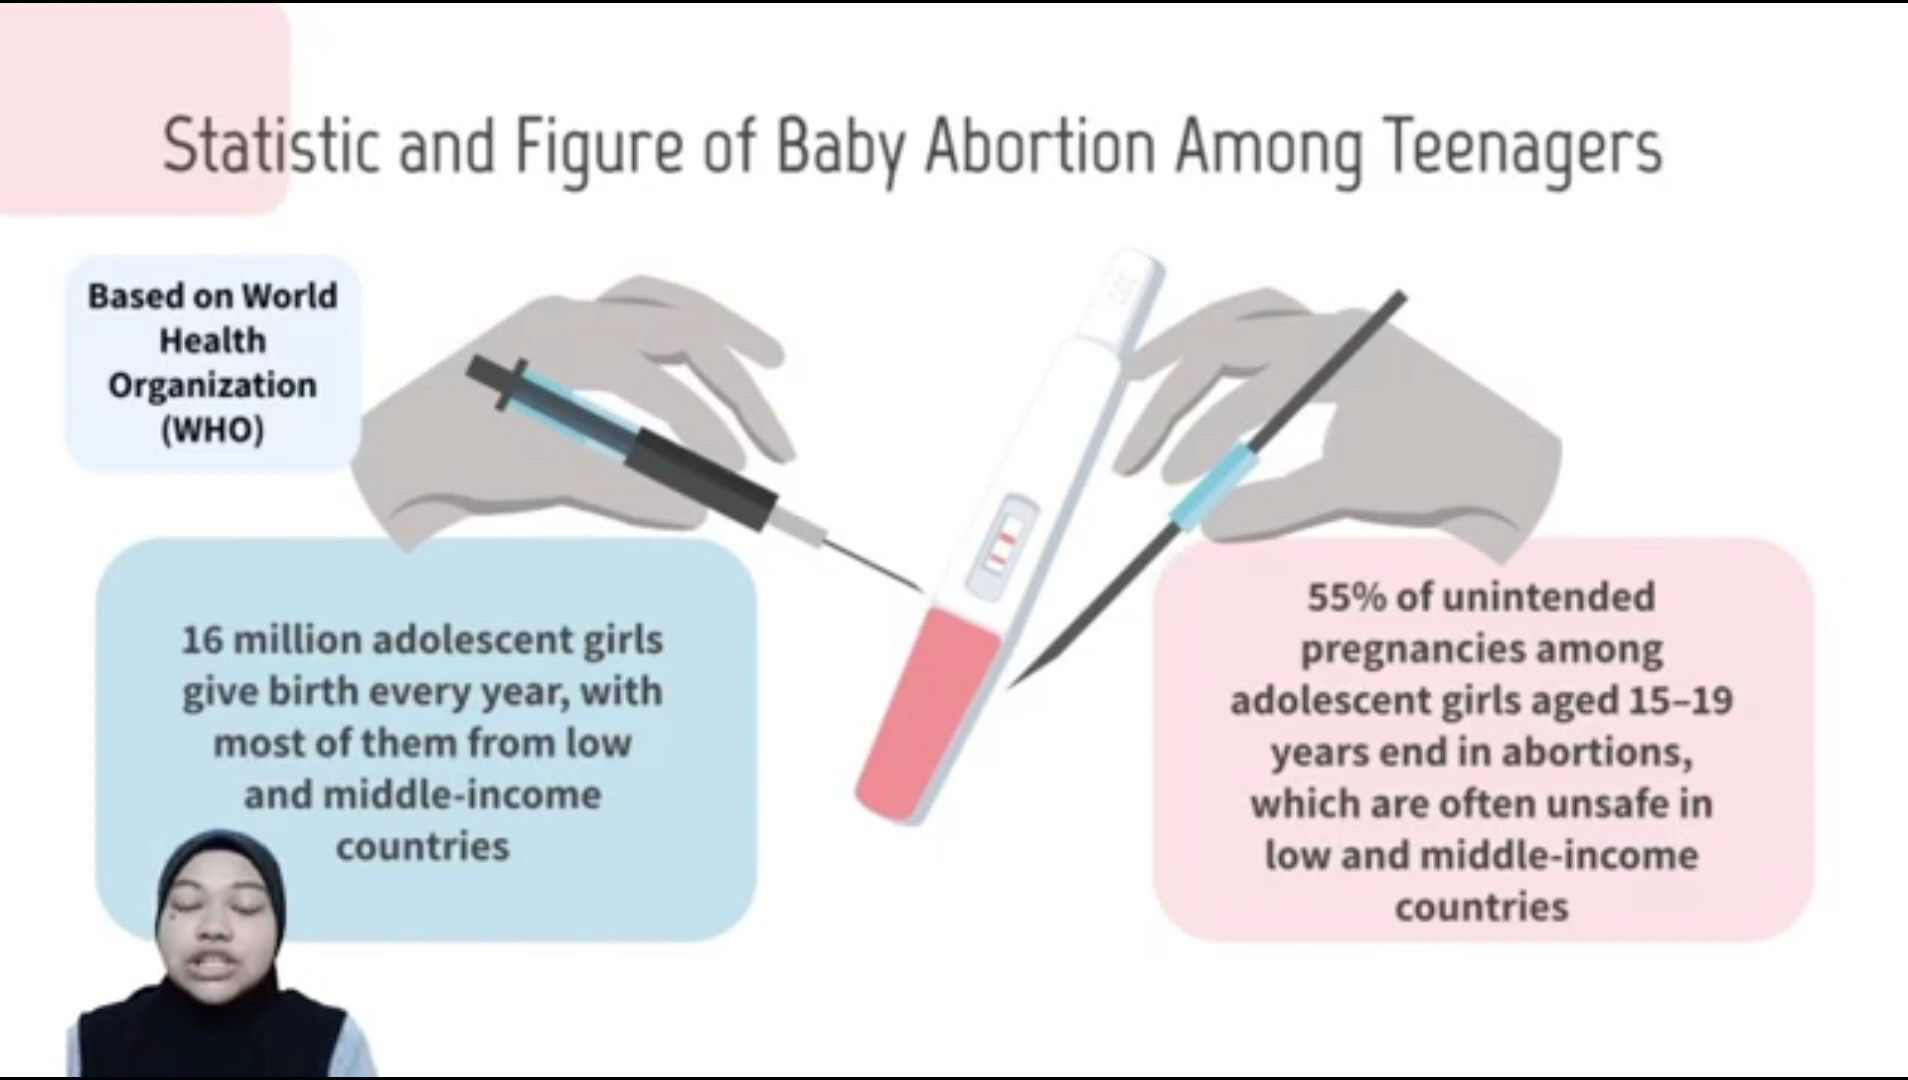 Statistic and Figure of Baby Abortion Among Teenagers
Based on World
Health
Organization
(WHO)
16 million adolescent girls
give birth every year, with
most of them from low
and middle-income
countries
55% of unintended
pregnancies among
adolescent girls aged 15–19
years end in abortions,
which are often unsafe in
low and middle-income
countries